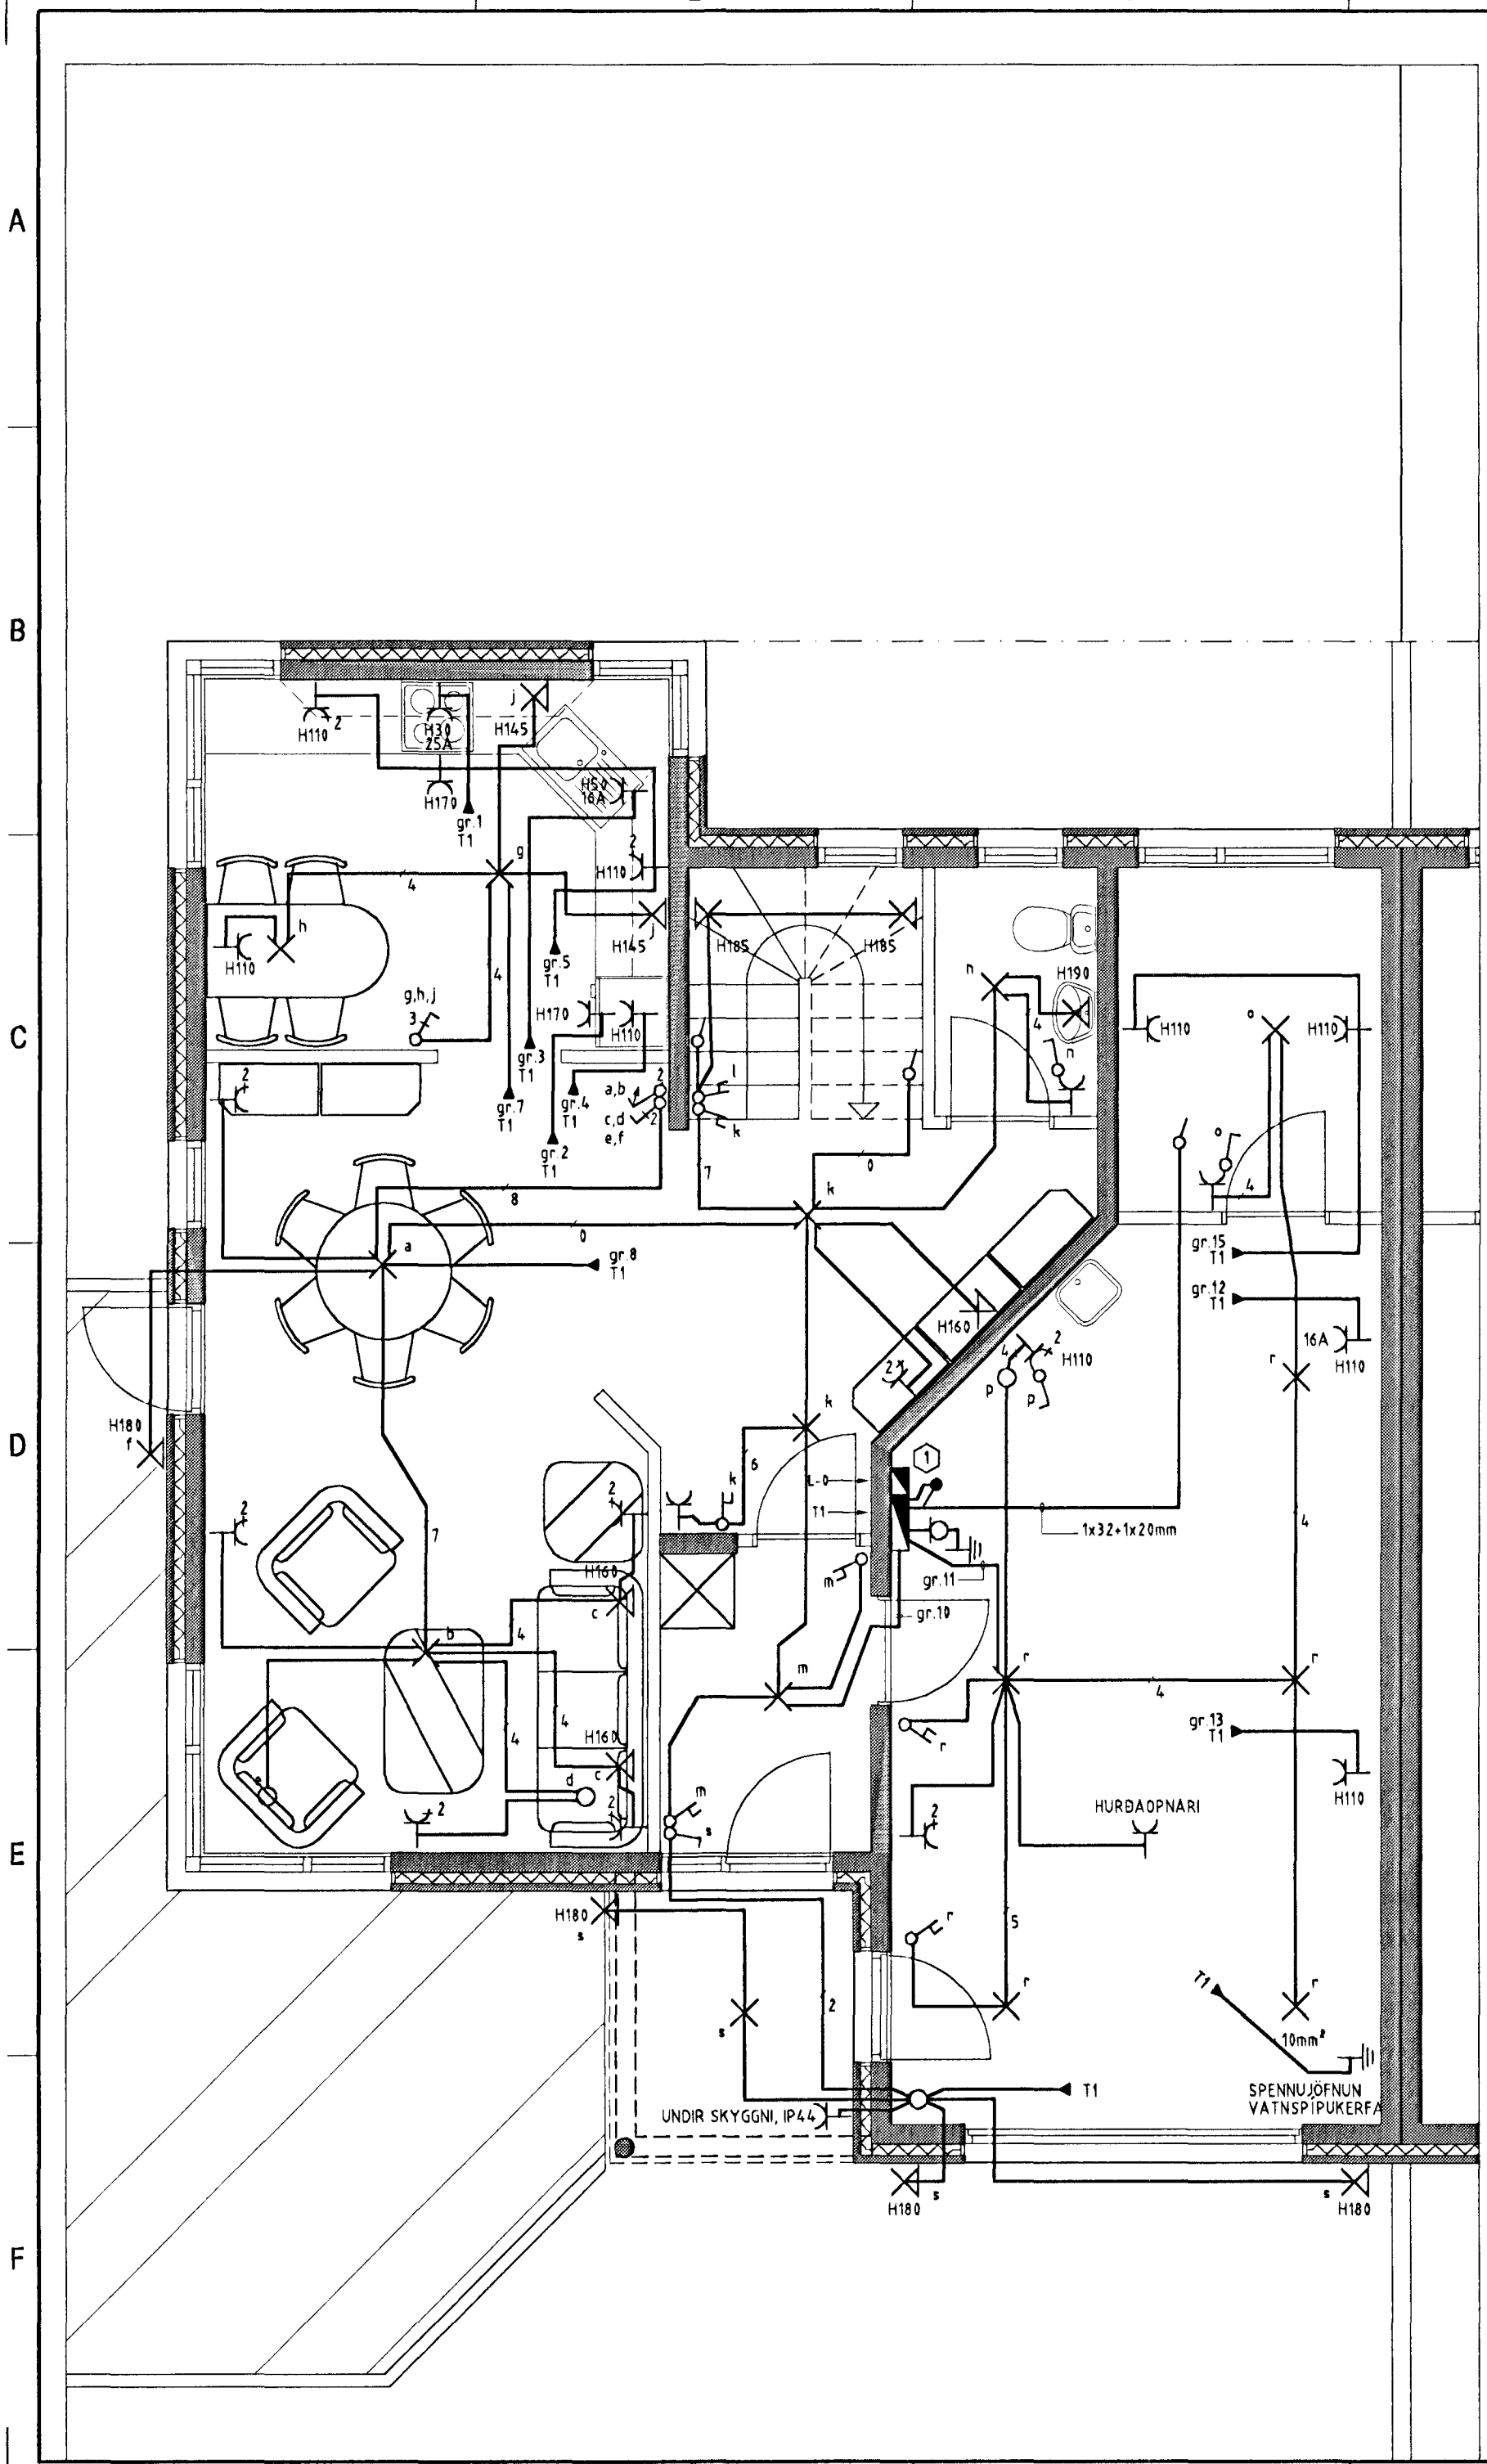 A
B
C
D
E
F
j
H110
2
H30
25A
H145
H170
gr.1
T1
H50
16A
g
2
H110
4
h
H110
H145
j
H185
H185
gr.5
T1
4
n
H190
g,h,j
3
H170
H110
4
n
H110
o
H110
gr.3
T1
2
gr.7
T1
gr.4
T1
a,b
2
c,d
2
e,f
l
k
gr.2
T1
7
0
o
4
8
k
a
0
gr.8
T1
gr.15
T1
gr.12
T1
H160
16A
H110
2
4
2
H110
r
p
p
H180
f
k
1
2
2
k
6
L-0
T1
7
1x32+1x20mm
4
H160
c
m
gr.11
gr.10
b
4
m
r
r
4
4
4
H160
c
r
gr.13
T1
e
d
m
H110
2
2
s
2
HURÐAOPNARI
H180
s
r
5
T1
r
r
s
2
10mm²
T1
SPENNUJÖFNUN
VATNSPÍPUKERFA
UNDIR SKYGGNI, IP44
s
H180
s
H180